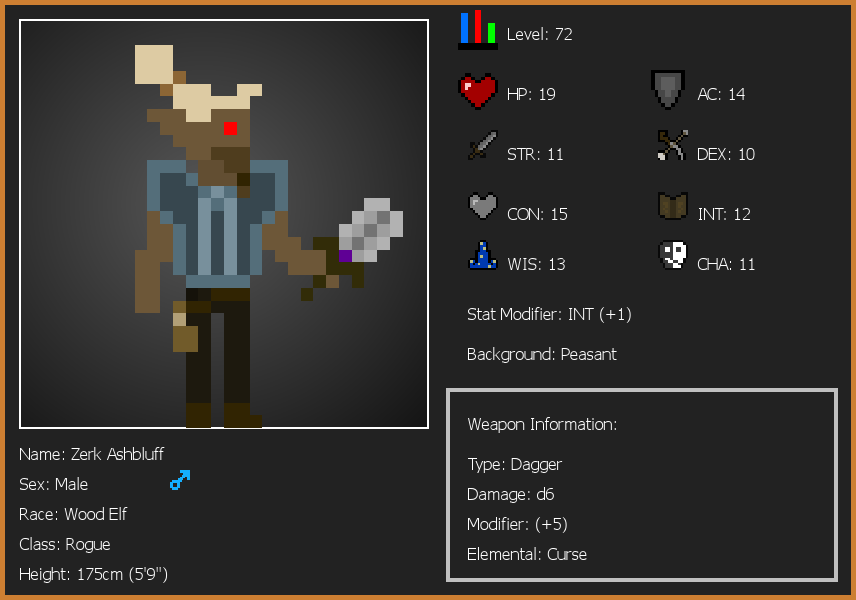 Level: 72
HP: 19
AC: 14
STR: 11
DEX: 10
CON: 15
INT: 12
WIS: 13
CHA: 11
Stat Modifier: INT (+1)
Background: Peasant
Weapon Information:
Type: Dagger
Damage: d6
Modifier: (+5)
Elemental: Curse
Name: Zerk Ashbluff
Sex: Male
Race: Wood Elf
Class: Rogue
Height: 175cm (5'9")